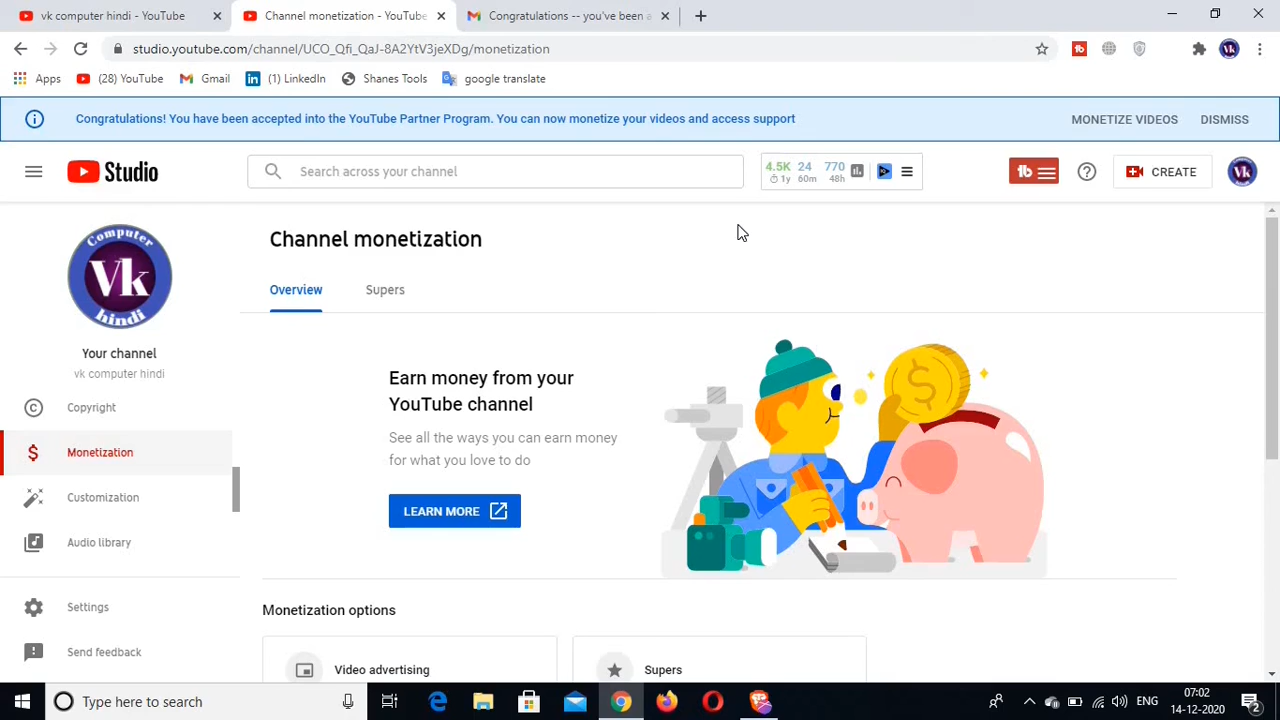 vk computer hindi - YouTube
Channel monetization - YouTube
Congratulations -- you've been a
studio.youtube.com/channel/UCO_Qfi_QaJ-8A2YtV3jeXDg/monetization
Apps
(28) YouTube
Gmail
(1) LinkedIn
Shanes Tools
google translate
Congratulations! You have been accepted into the YouTube Partner Program. You can now monetize your videos and access support
MONETIZE VIDEOS
DISMISS
Studio
Search across your channel
4.5K 24 770
1y 60m 48h
tb
CREATE
Vk
Computer
Vk
hindi
Your channel
vk computer hindi
Copyright
Monetization
Customization
Audio library
Settings
Send feedback
Channel monetization
Overview
Supers
Earn money from your
YouTube channel
See all the ways you can earn money
for what you love to do
LEARN MORE
Monetization options
Video advertising
Supers
Type here to search
ENG
07:02
14-12-2020
2